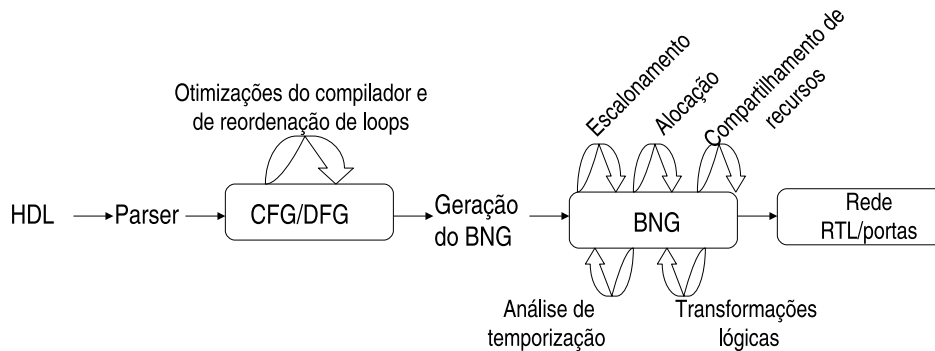 Otimizações do compilador e
de reordenação de loops
Escalonamento
Alocação
Compartilhamento de
recursos
HDL
Parser
CFG/DFG
Geração
do BNG
BNG
Rede
RTL/portas
Análise de
temporização
Transformações
lógicas